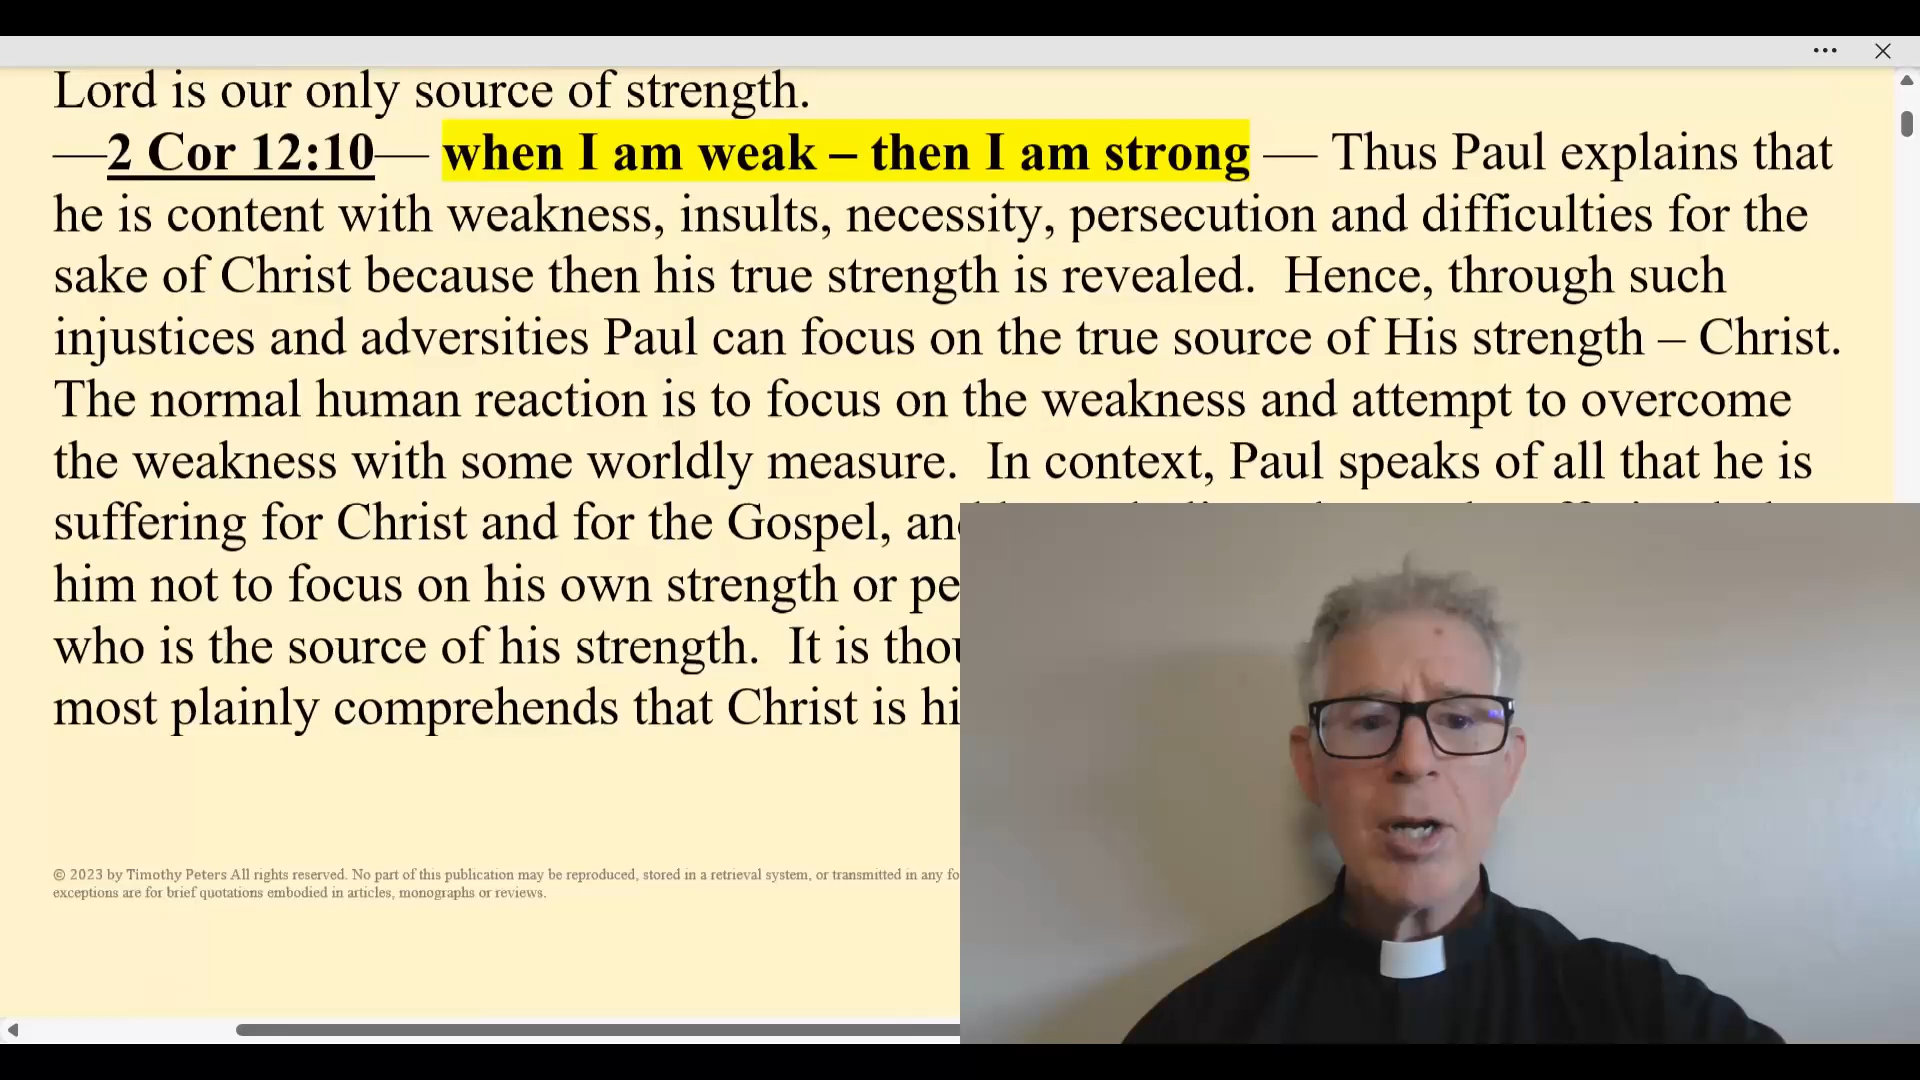 Lord is our only source of strength.
—2 Cor 12:10— when I am weak – then I am strong — Thus Paul explains that
he is content with weakness, insults, necessity, persecution and difficulties for the
sake of Christ because then his true strength is revealed.  Hence, through such
injustices and adversities Paul can focus on the true source of His strength – Christ.
The normal human reaction is to focus on the weakness and attempt to overcome
the weakness with some worldly measure.  In context, Paul speaks of all that he is
suffering for Christ and for the Gospel,
him not to focus on his own strength or
who is the source of his strength.  It is
most plainly comprehends that Christ is
© 2023 by Timothy Peters All rights reserved. No part of this publication may be reproduced, stored in a retrieval system, or transmitted in any
exceptions are for brief quotations embodied in articles, monographs or reviews.